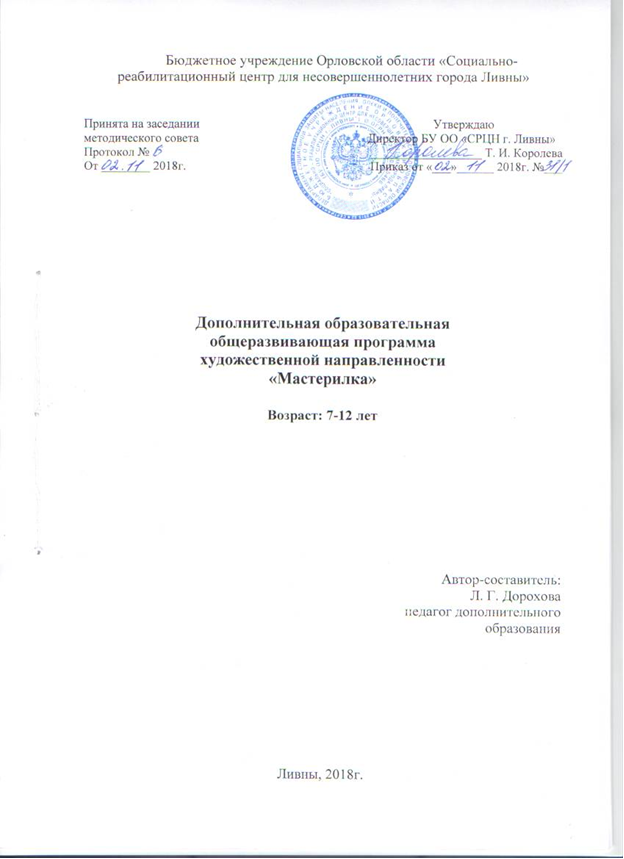 Бюджетное учреждение Орловской области «Социально-
реабилитационный центр для несовершеннолетних города Ливны»
Принята на заседании
методического совета
Протокол № 6
От 02.11 2018г.
Утверждаю
Директор БУ ОО «СРЦН г. Ливны»
Королева Т. И. Королева
Приказ от «02» 11 2018г. №31/1
Дополнительная образовательная
общеразвивающая программа
художественной направленности
«Мастерилка»
Возраст: 7-12 лет
Автор-составитель:
Л. Г. Дорохова
педагог дополнительного
образования
Ливны, 2018г.